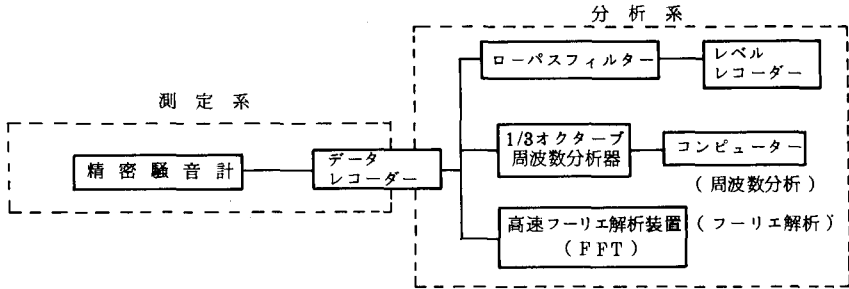 分析系
ローパスフィルター
レベル
レコーダー
測定系
精密騒音計
データ
レコーダー
1/3オクターブ
周波数分析器
コンピューター
(周波数分析)
高速フーリエ解析装置
(FFT)
(フーリエ解析)